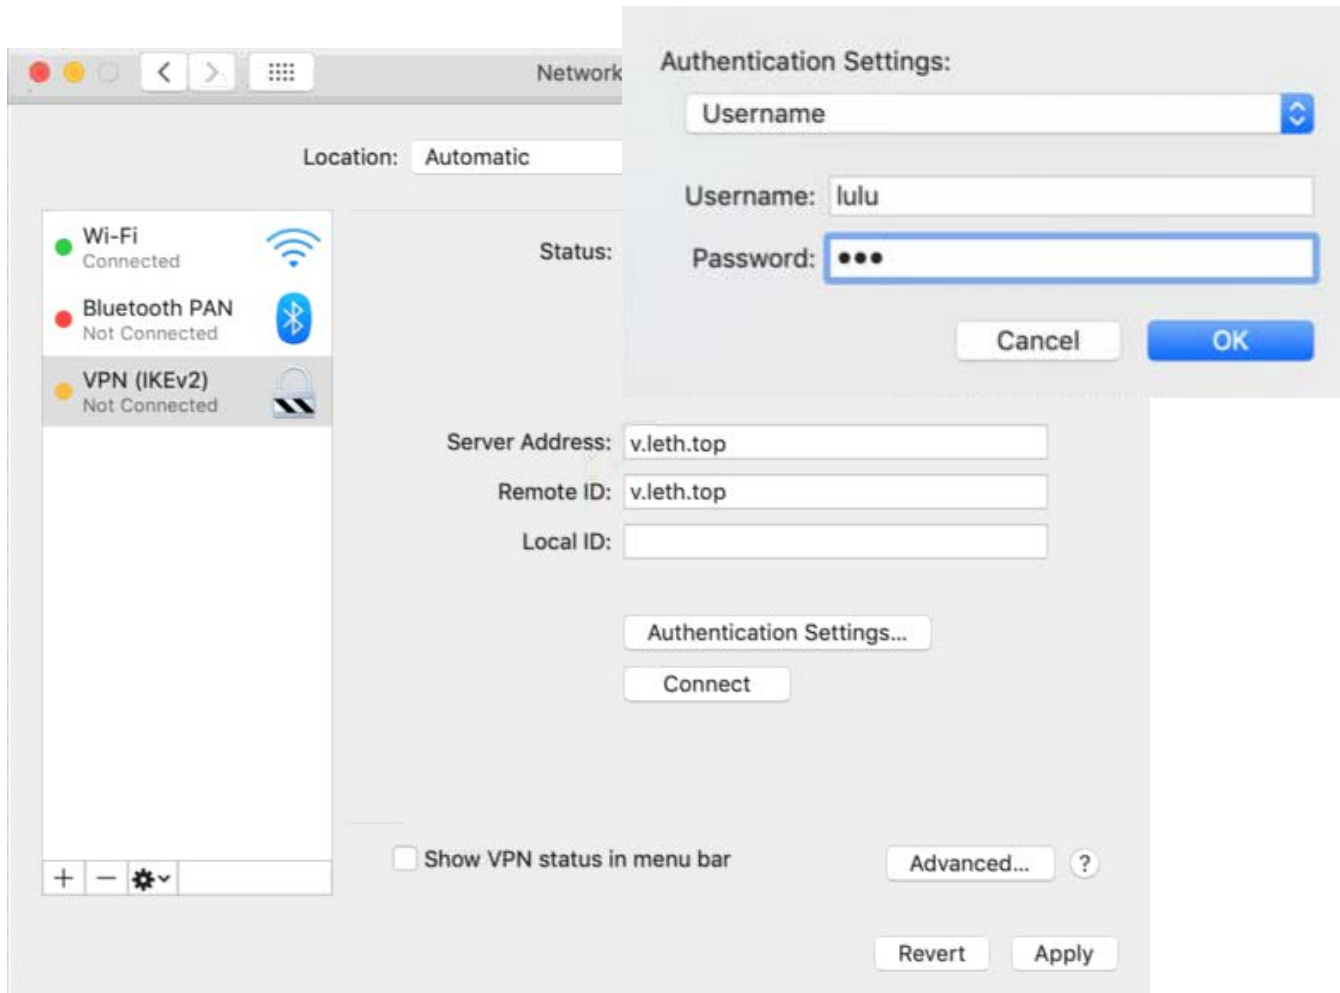 Network
Location: Automatic
Wi-Fi
Connected
Bluetooth PAN
Not Connected
VPN (IKEv2)
Not Connected
Status:
Authentication Settings:
Username
Username: lulu
Password: •••
Cancel OK
Server Address: v.leth.top
Remote ID: v.leth.top
Local ID:
Authentication Settings...
Connect
Show VPN status in menu bar
Advanced... ?
Revert Apply